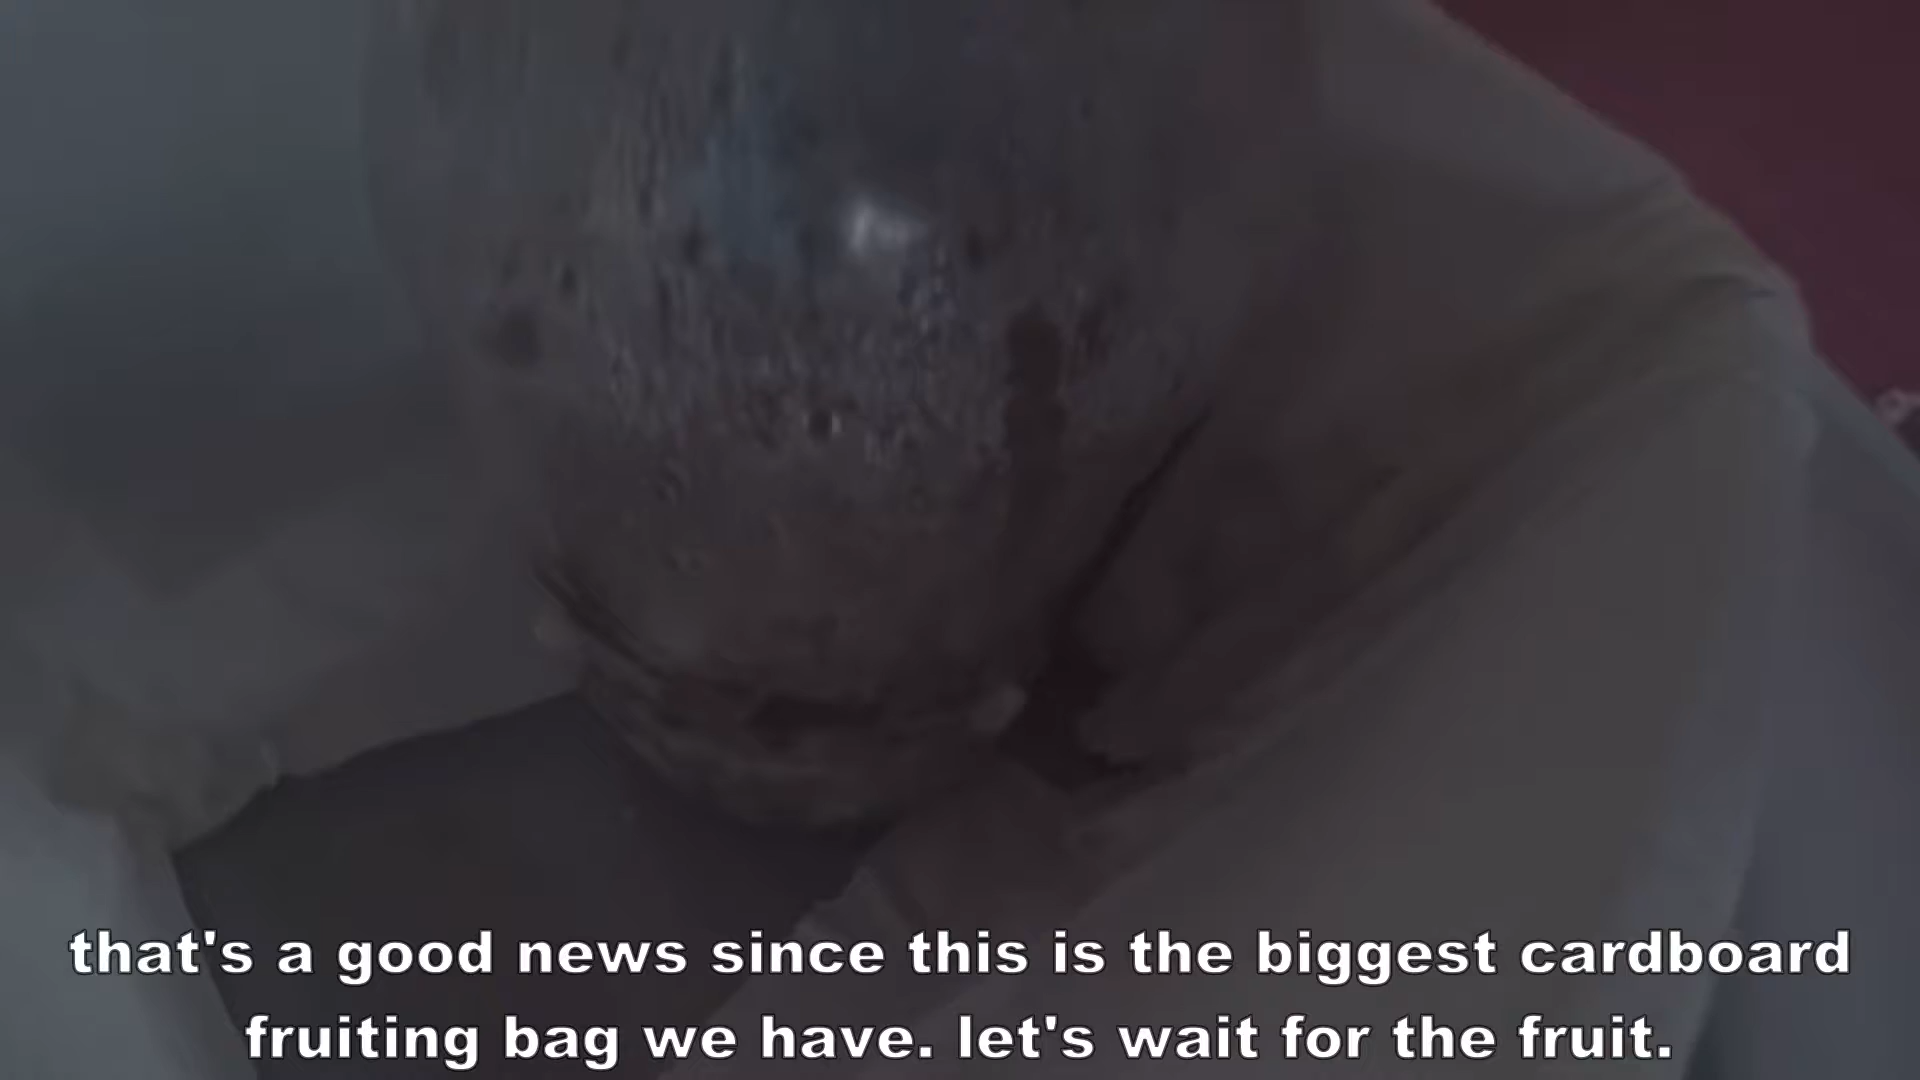 that's a good news since this is the biggest cardboard
fruiting bag we have. let's wait for the fruit.